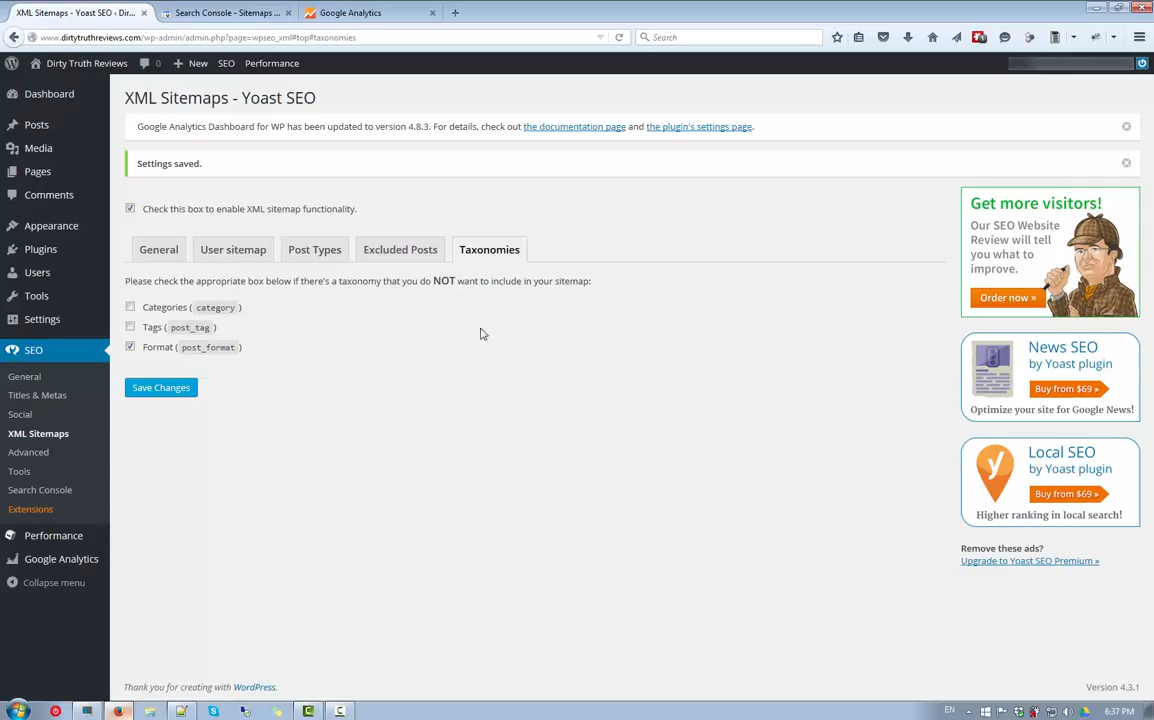 XML Sitemaps - Yoast SEO ‹ Dir...
Search Console - Sitemaps ...
Google Analytics
www.dirtytruthreviews.com/wp-admin/admin.php?page=wpseo_xml#top#taxonomies
Search
Dirty Truth Reviews
0
New
SEO
Performance
Dashboard
Posts
Media
Pages
Comments
Appearance
Plugins
Users
Tools
Settings
SEO
General
Titles & Metas
Social
XML Sitemaps
Advanced
Tools
Search Console
Extensions
Performance
Google Analytics
Collapse menu
XML Sitemaps - Yoast SEO
Google Analytics Dashboard for WP has been updated to version 4.8.3. For details, check out the documentation page and the plugin's settings page.
Settings saved.
Check this box to enable XML sitemap functionality.
General
User sitemap
Post Types
Excluded Posts
Taxonomies
Please check the appropriate box below if there's a taxonomy that you do NOT want to include in your sitemap:
Categories ( category )
Tags ( post_tag )
Format ( post_format )
Save Changes
Get more visitors!
Our SEO Website
Review will tell
you what to
improve.
Order now »
News SEO
by Yoast plugin
Buy from $69 »
Optimize your site for Google News!
Local SEO
by Yoast plugin
Buy from $69 »
Higher ranking in local search!
Remove these ads?
Upgrade to Yoast SEO Premium »
Thank you for creating with WordPress.
Version 4.3.1
EN
6:37 PM